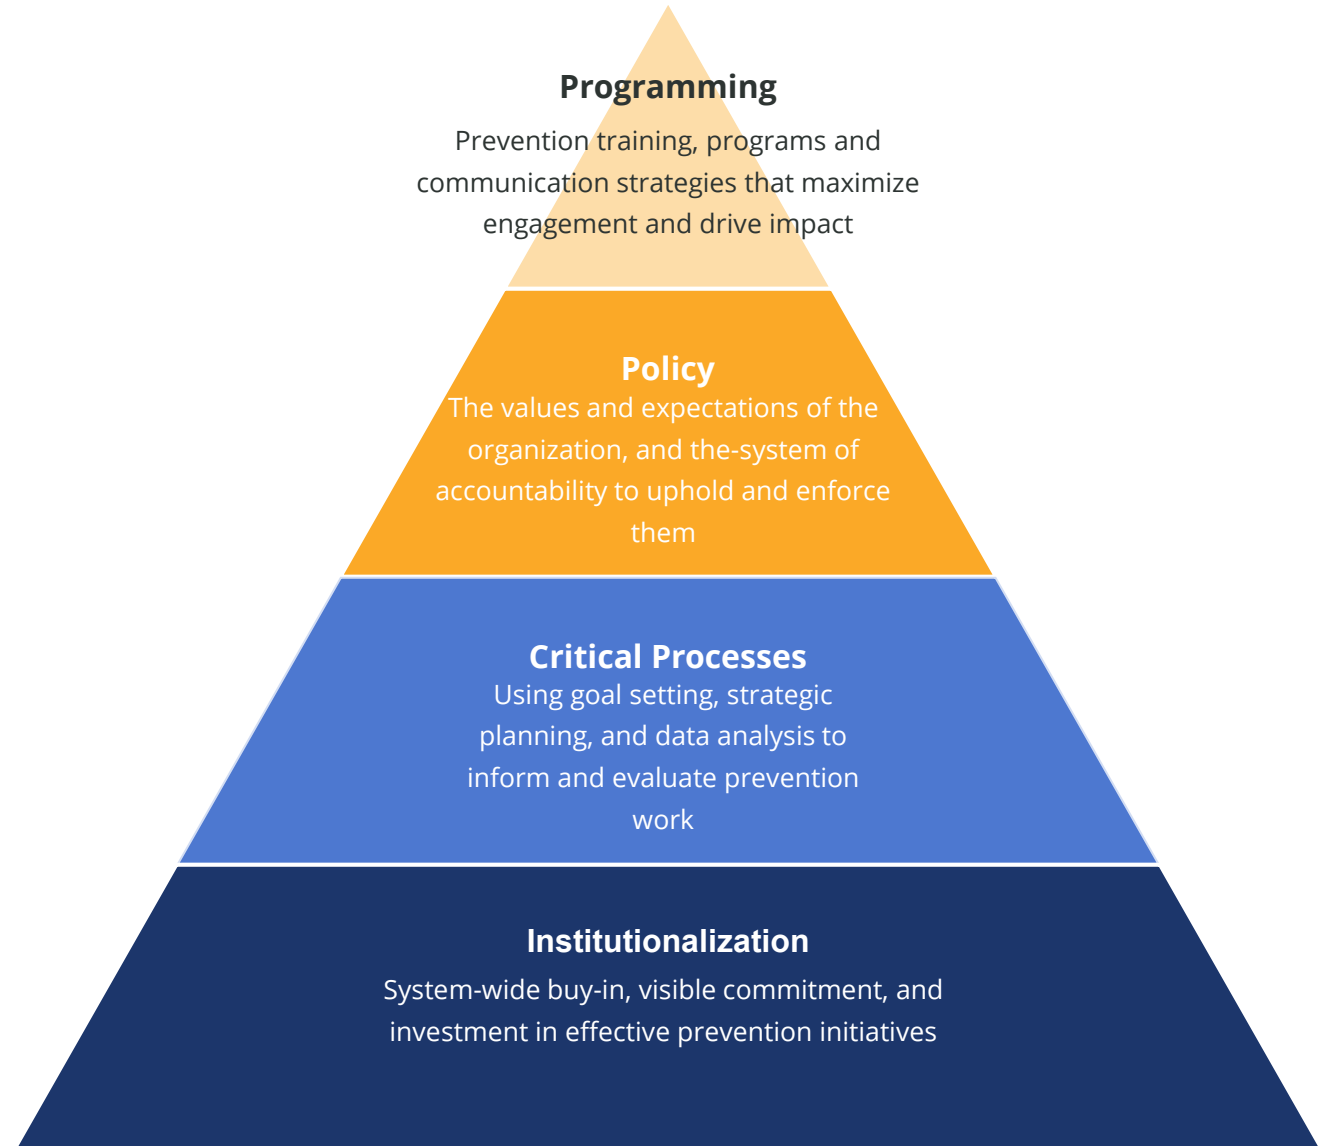 Programming
Prevention training, programs and
communication strategies that maximize
engagement and drive impact
Policy
The values and expectations of the
organization, and the-system of
accountability to uphold and enforce
them
Critical Processes
Using goal setting, strategic
planning, and data analysis to
inform and evaluate prevention
work
Institutionalization
System-wide buy-in, visible commitment, and
investment in effective prevention initiatives